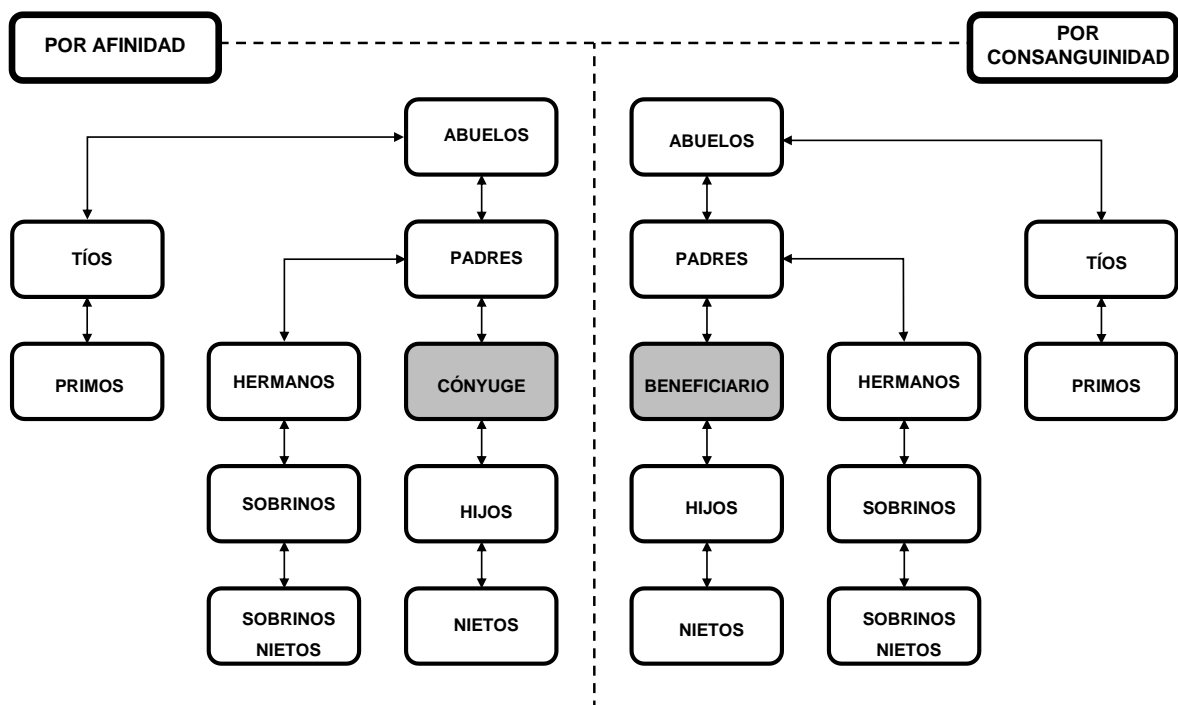 POR AFINIDAD
POR
CONSANGUINIDAD
ABUELOS
ABUELOS
TÍOS
PADRES
PADRES
TÍOS
PRIMOS
HERMANOS
CÓNYUGE
BENEFICIARIO
HERMANOS
PRIMOS
SOBRINOS
HIJOS
HIJOS
SOBRINOS
SOBRINOS
NIETOS
NIETOS
NIETOS
SOBRINOS
NIETOS